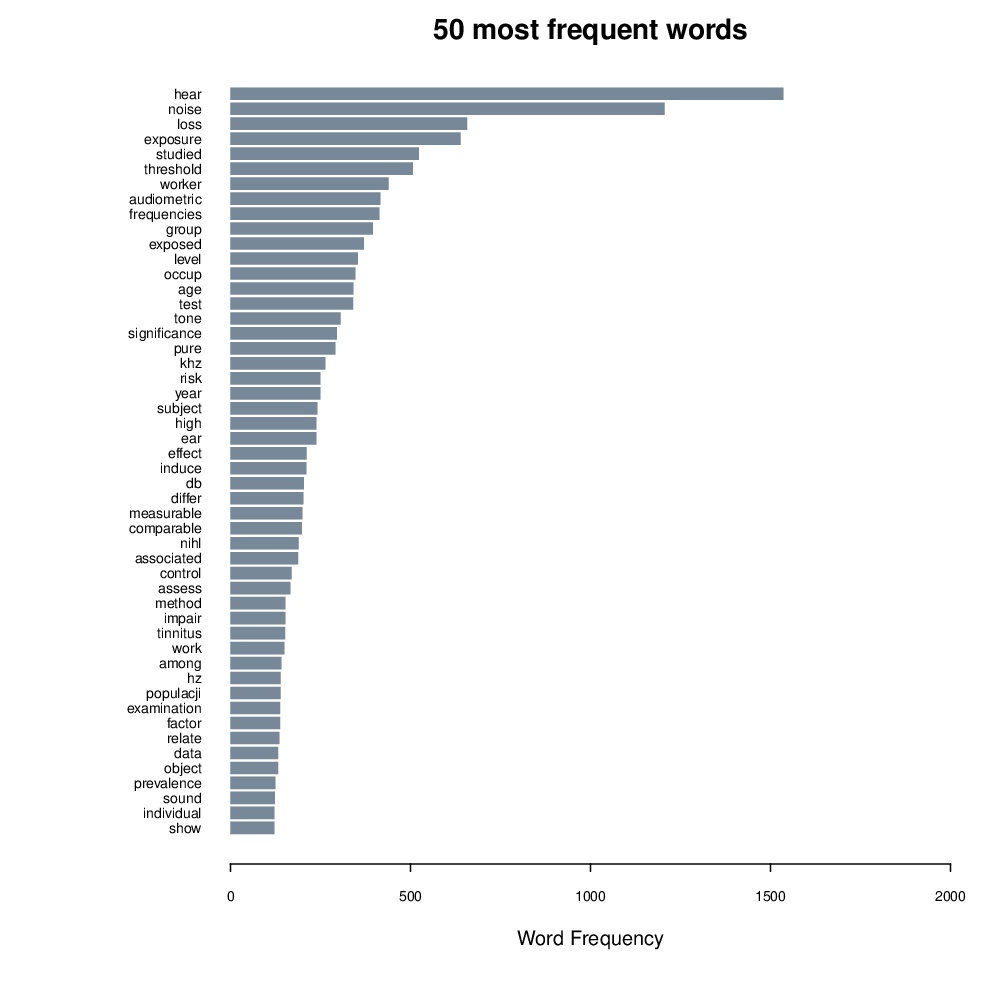 50 most frequent words
hear
noise
loss
exposure
studied
threshold
worker
audiometric
frequencies
group
exposed
level
occup
age
test
tone
significance
pure
khz
risk
year
subject
high
ear
effect
induce
db
differ
measurable
comparable
nihl
associated
control
assess
method
impair
tinnitus
work
among
hz
populacji
examination
factor
relate
data
object
prevalence
sound
individual
show
0 500 1000 1500 2000
Word Frequency